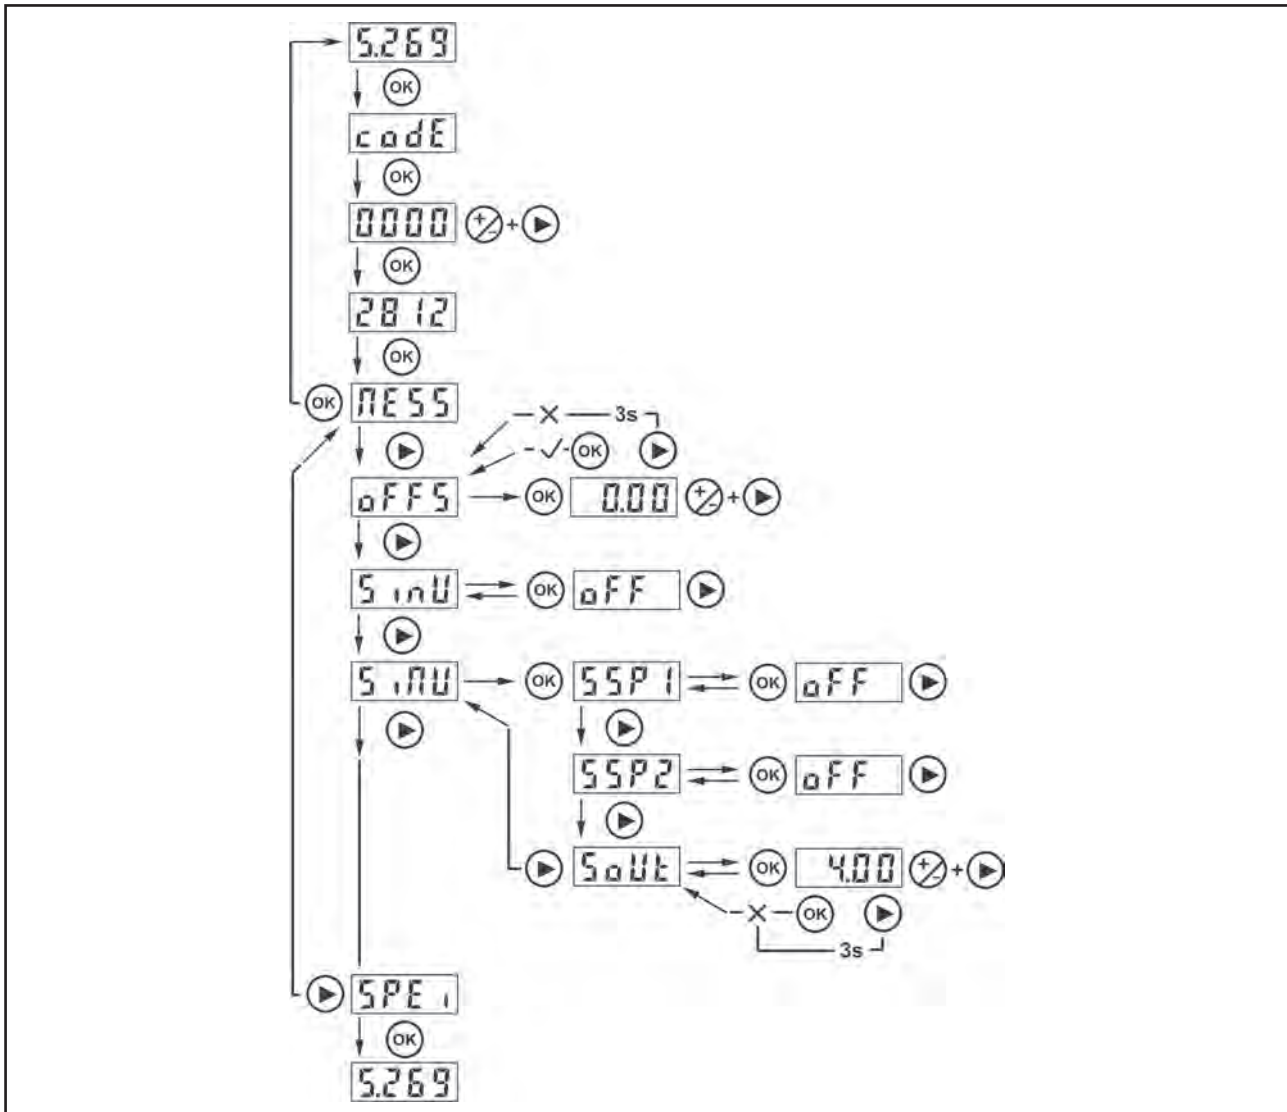 5.269
OK
codE
OK
0000 +/- +
OK
2812
OK
OK MESS
3s
OK
oFFS OK 0.00 +/- +
SinU OK oFF
SiMU OK SSP1 OK oFF
SSP2 OK oFF
SoUt OK 4.00 +/- +
OK
3s
SPEi
OK
5.269